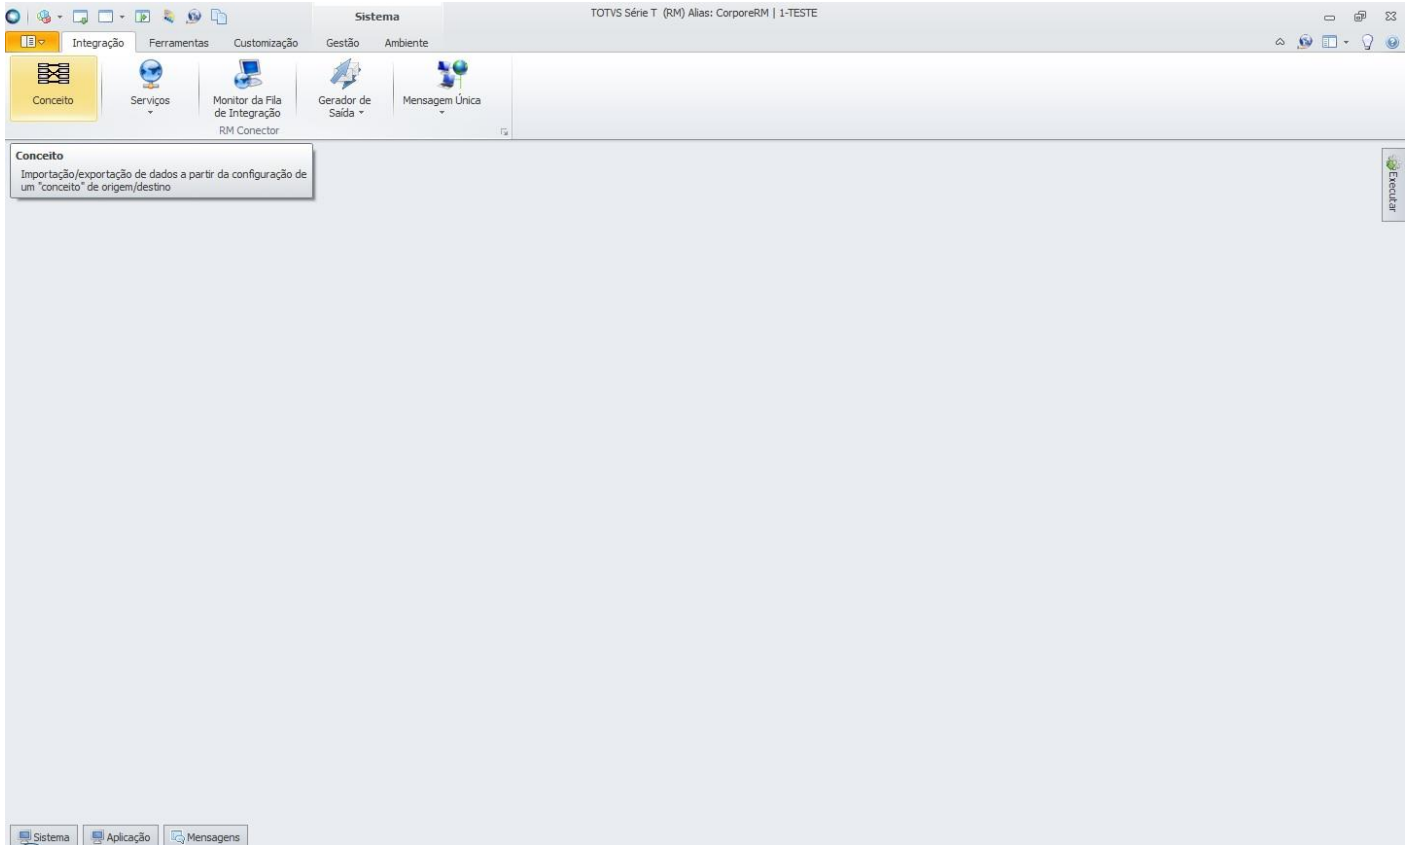 Sistema
TOTVS Série T (RM) Alias: CorporeRM | 1-TESTE
Integração
Ferramentas
Customização
Gestão
Ambiente
Conceito
Serviços
Monitor da Fila
de Integração
Gerador de
Saída
Mensagem Única
RM Conector
Conceito
Importação/exportação de dados a partir da configuração de
um "conceito" de origem/destino
Executar
Sistema
Aplicação
Mensagens